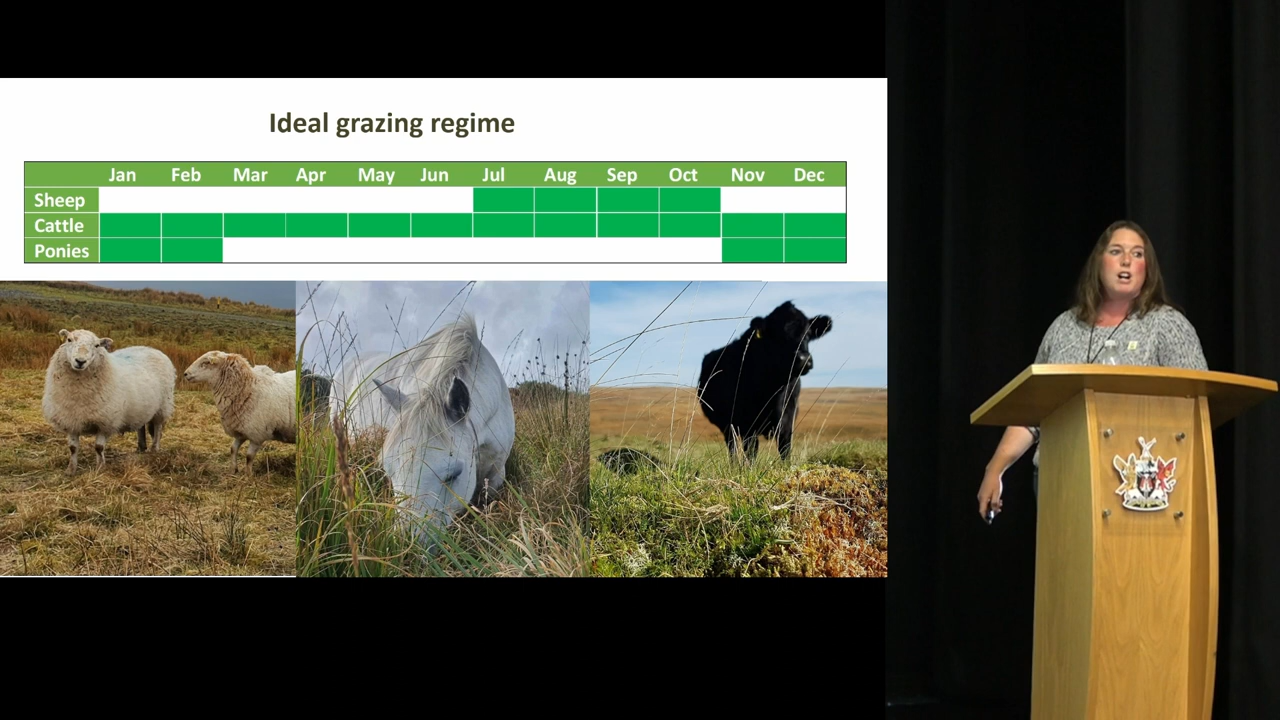 Ideal grazing regime
Jan Feb Mar Apr May Jun Jul Aug Sep Oct Nov Dec
Sheep
Cattle
Ponies